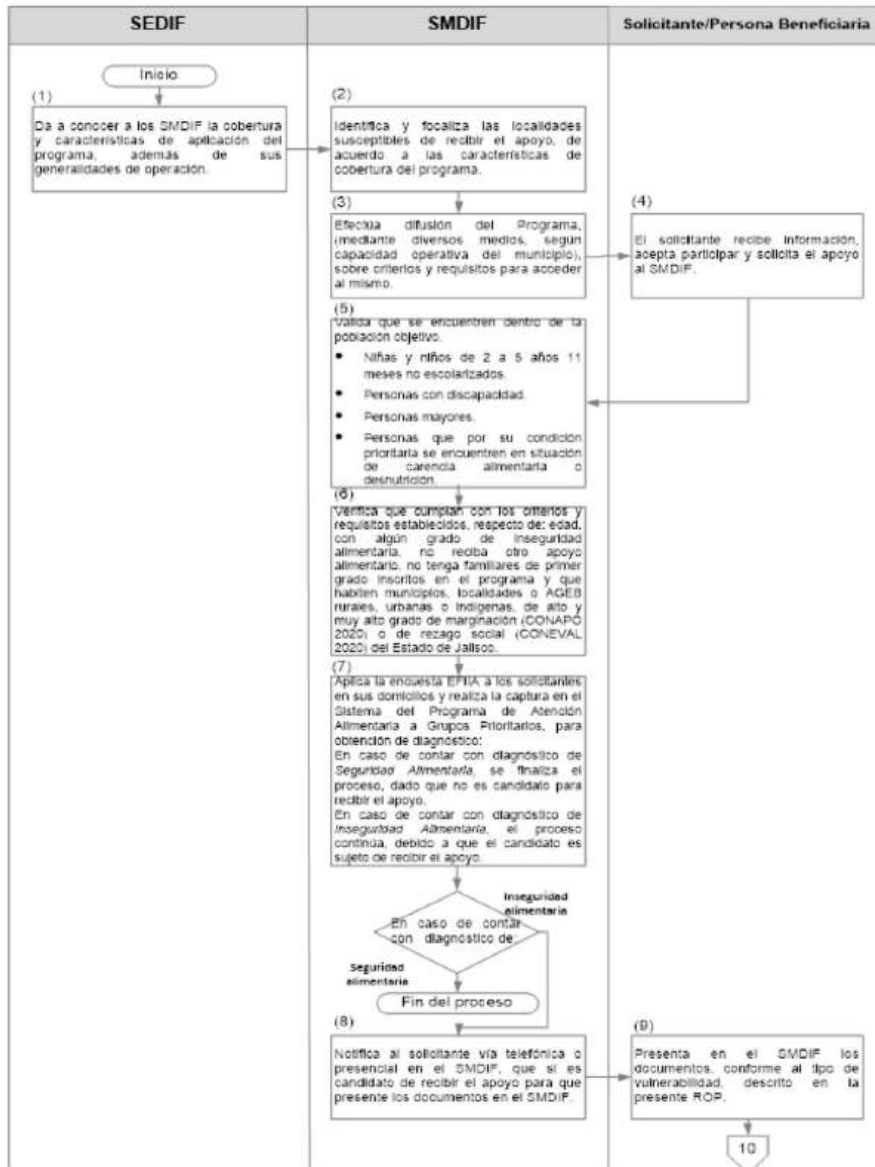 SEDIF
SMDIF
Solicitante/Persona Beneficiaria
Inicio
(1)
Da a conocer a los SMDIF la cobertura
y características de aplicación del
programa, además de sus
generalidades de operación.
(2)
Identifica y focaliza las localidades
susceptibles de recibir el apoyo, de
acuerdo a las características de
cobertura del programa.
(3)
Efectúa difusión del Programa,
(mediante diversos medios, según
capacidad operativa del municipio),
sobre criterios y requisitos para acceder
al mismo.
(4)
El solicitante recibe información,
acepta participar y solicita el apoyo
al SMDIF.
(5)
Valida que se encuentren dentro de la
población objetivo.
• Niñas y niños de 2 a 5 años 11
meses no escolarizados.
• Personas con discapacidad.
• Personas mayores.
• Personas que por su condición
prioritaria se encuentren en situación
de carencia alimentaria o
desnutrición.
(6)
Verifica que cumplan con los criterios y
requisitos establecidos, respecto de: edad,
con algún grado de inseguridad
alimentaria, no reciba otro apoyo
alimentario, no tenga familiares de primer
grado inscritos en el programa y que
habiten municipios, localidades o AGEB
rurales, urbanas o indígenas, de alto y
muy alto grado de marginación (CONAPO
2020) o de rezago social (CONEVAL
2020) del Estado de Jalisco.
(7)
Aplica la encuesta EFIIA a los solicitantes
en sus domicilios y realiza la captura en el
Sistema del Programa de Atención
Alimentaria a Grupos Prioritarios, para
obtención de diagnóstico:
En caso de contar con diagnóstico de
Seguridad Alimentaria, se finaliza el
proceso, dado que no es candidato para
recibir el apoyo.
En caso de contar con diagnóstico de
Inseguridad Alimentaria, el proceso
continúa, debido a que el candidato es
sujeto de recibir el apoyo.
Inseguridad
alimentaria
En caso de contar
con diagnóstico de:
Seguridad
alimentaria
Fin del proceso
(8)
Notifica al solicitante vía telefónica o
presencial en el SMDIF, que si es
candidato de recibir el apoyo para que
presente los documentos en el SMDIF.
(9)
Presenta en el SMDIF los
documentos, conforme al tipo de
vulnerabilidad, descrito en la
presente ROP.
10